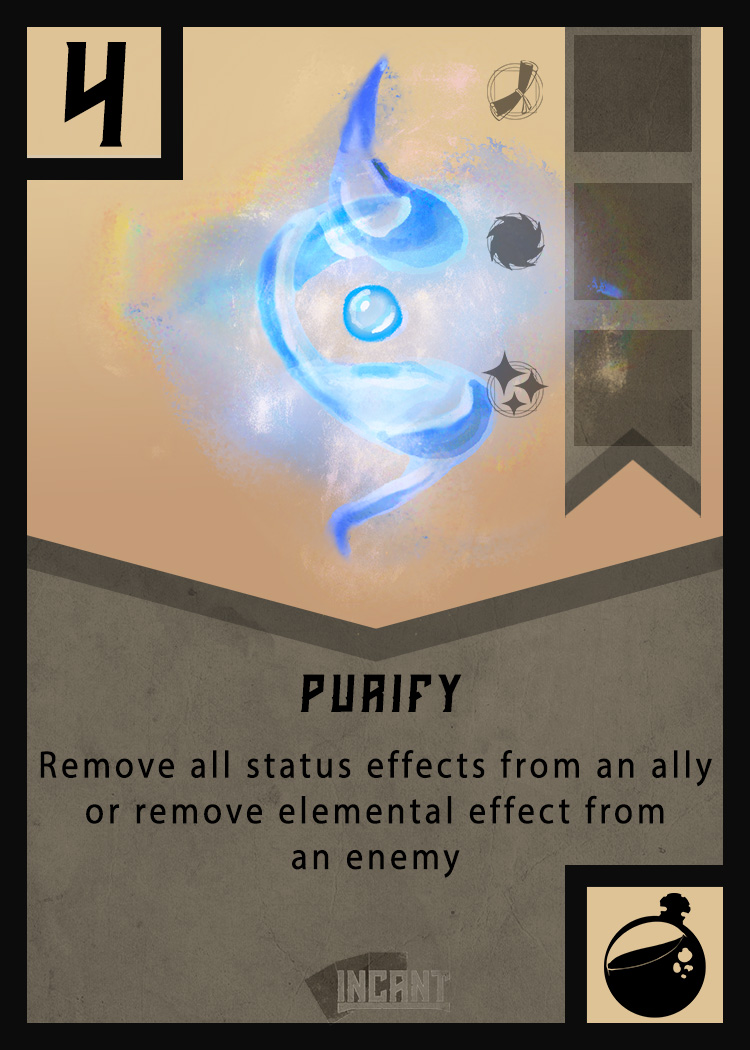 4
PURIFY
Remove all status effects from an ally
or remove elemental effect from
an enemy
INCANT